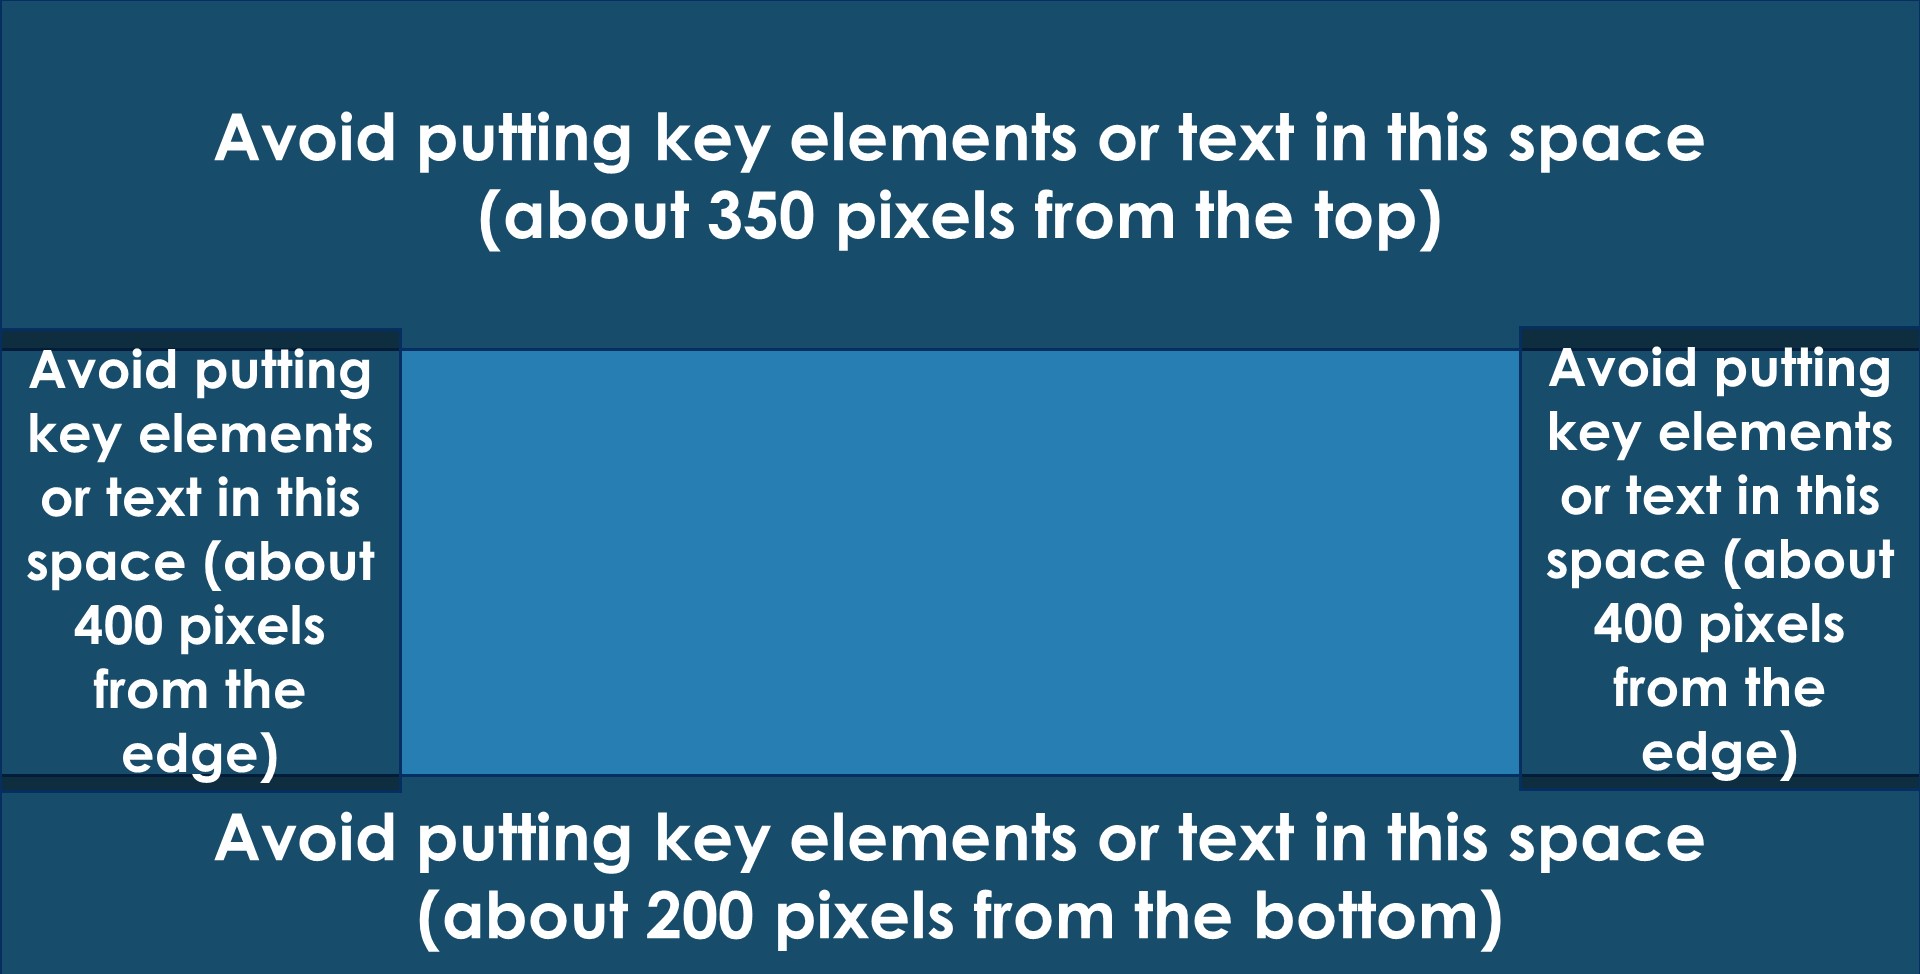 Avoid putting key elements or text in this space
(about 350 pixels from the top)
Avoid putting
key elements
or text in this
space (about
400 pixels
from the
edge)
Avoid putting
key elements
or text in this
space (about
400 pixels
from the
edge)
Avoid putting key elements or text in this space
(about 200 pixels from the bottom)